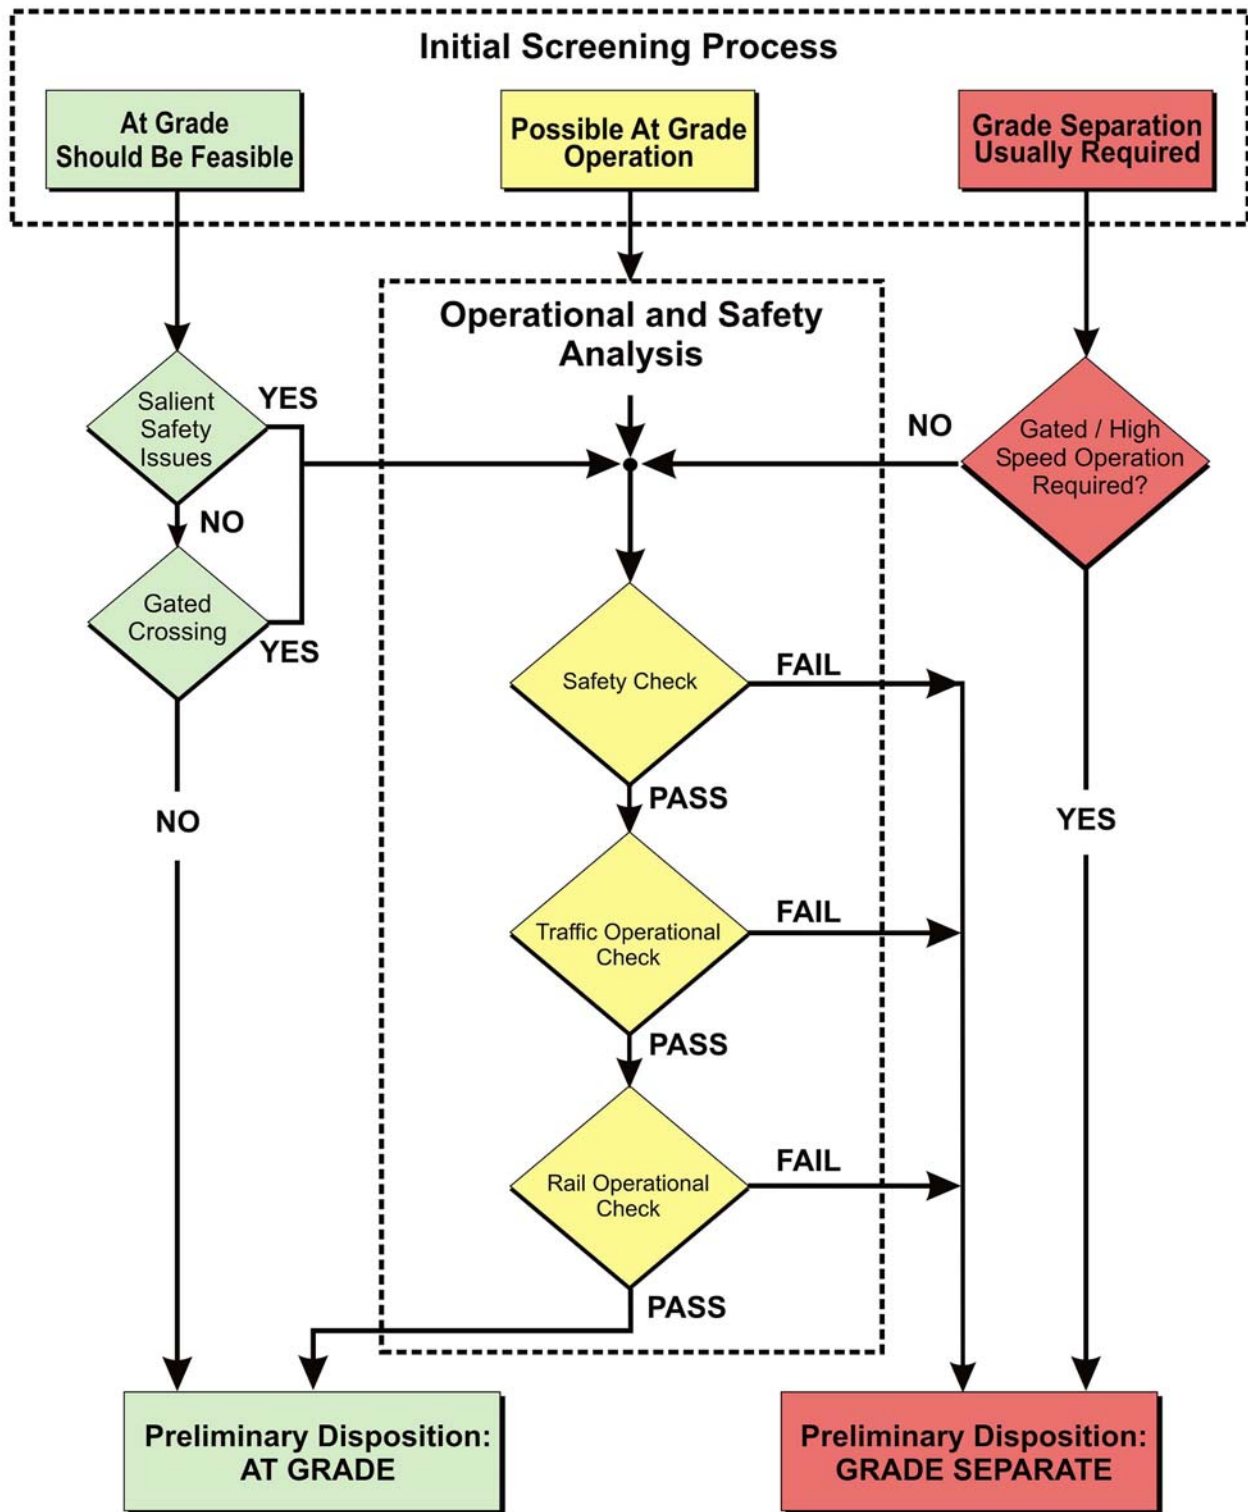 Initial Screening Process
At Grade
Should Be Feasible
Possible At Grade
Operation
Grade Separation
Usually Required
Operational and Safety
Analysis
Salient
Safety
Issues
YES
NO
Gated / High
Speed Operation
Required?
NO
Gated
Crossing
YES
Safety Check
FAIL
PASS
NO
YES
Traffic Operational
Check
FAIL
PASS
Rail Operational
Check
FAIL
PASS
Preliminary Disposition:
AT GRADE
Preliminary Disposition:
GRADE SEPARATE